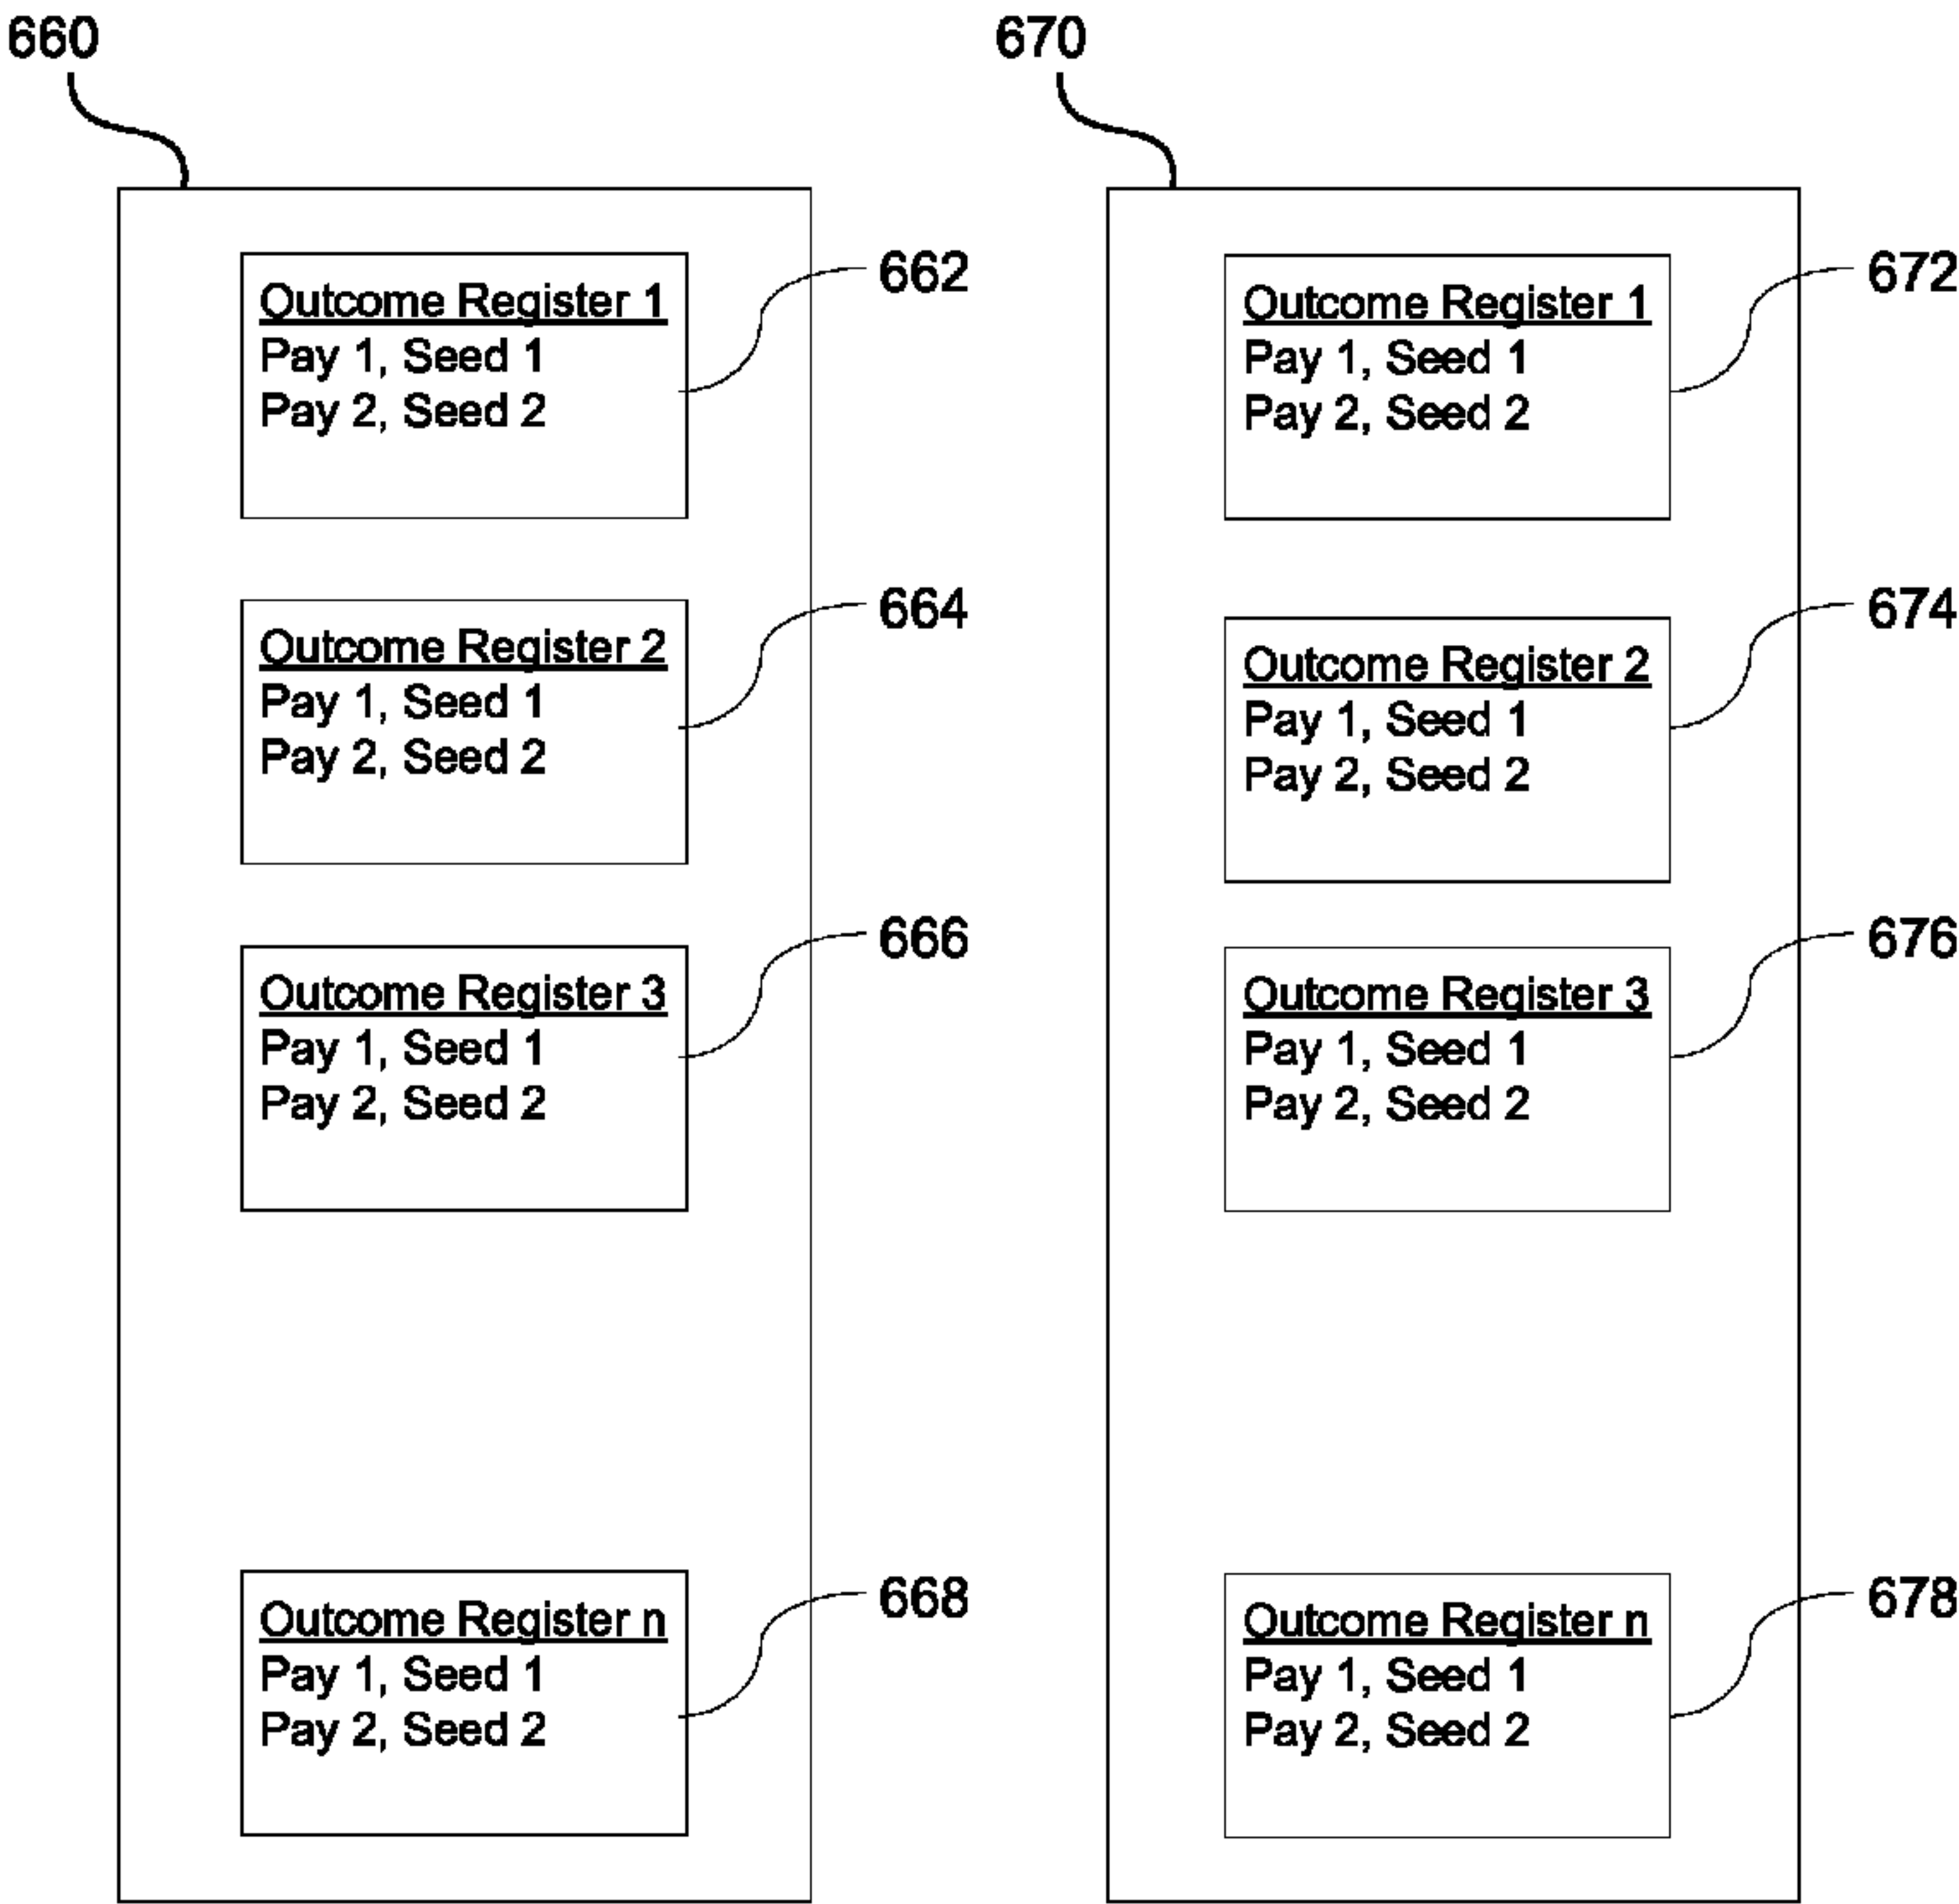 660
662
Outcome Register 1
Pay 1, Seed 1
Pay 2, Seed 2
664
Outcome Register 2
Pay 1, Seed 1
Pay 2, Seed 2
666
Outcome Register 3
Pay 1, Seed 1
Pay 2, Seed 2
668
Outcome Register n
Pay 1, Seed 1
Pay 2, Seed 2
670
672
Outcome Register 1
Pay 1, Seed 1
Pay 2, Seed 2
674
Outcome Register 2
Pay 1, Seed 1
Pay 2, Seed 2
676
Outcome Register 3
Pay 1, Seed 1
Pay 2, Seed 2
678
Outcome Register n
Pay 1, Seed 1
Pay 2, Seed 2